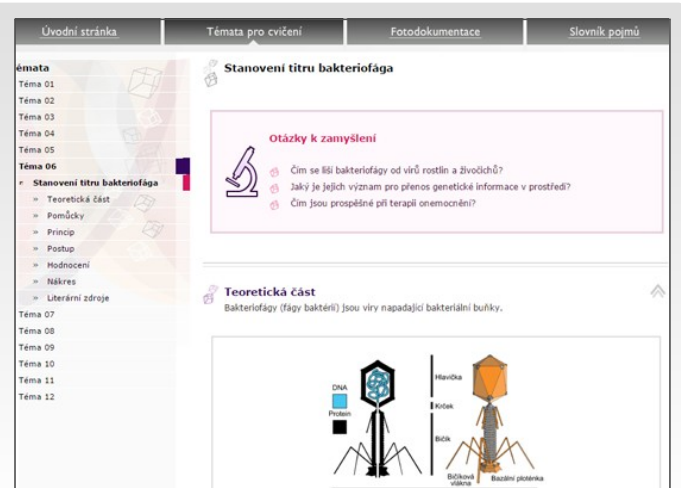 Úvodní stránka
Témata pro cvičení
Fotodokumentace
Slovník pojmů
émata
Téma 01
Téma 02
Téma 03
Téma 04
Téma 05
Téma 06
Stanovení titru bakteriofága
» Teoretická část
» Pomůcky
» Princip
» Postup
» Hodnocení
» Nákres
» Literární zdroje
Téma 07
Téma 08
Téma 09
Téma 10
Téma 11
Téma 12
Stanovení titru bakteriofága
Otázky k zamyšlení
Čím se liší bakteriofágy od virů rostlin a živočichů?
Jaký je jejich význam pro přenos genetické informace v prostředí?
Čím jsou prospěšné při terapii onemocnění?
Teoretická část
Bakteriofágy (fágy baktérií) jsou viry napadající bakteriální buňky.
DNA
Protein
Hlavička
Krček
Bičík
Bičíková
vlákna
Bazální ploténka